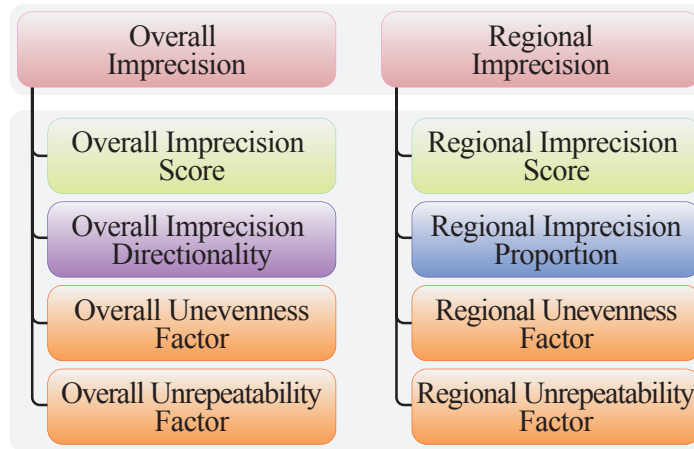 Overall
Imprecision
Overall Imprecision
Score
Overall Imprecision
Directionality
Overall Unevenness
Factor
Overall Unrepeatability
Factor
Regional
Imprecision
Regional Imprecision
Score
Regional Imprecision
Proportion
Regional Unevenness
Factor
Regional Unrepeatability
Factor